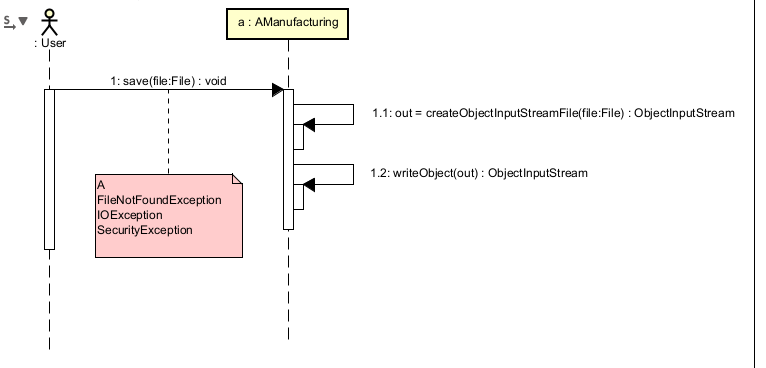 S
a : AManufacturing
: User
1: save(file:File) : void
1.1: out = createObjectInputStreamFile(file:File) : ObjectInputStream
1.2: writeObject(out) : ObjectInputStream
A
FileNotFoundException
IOException
SecurityException